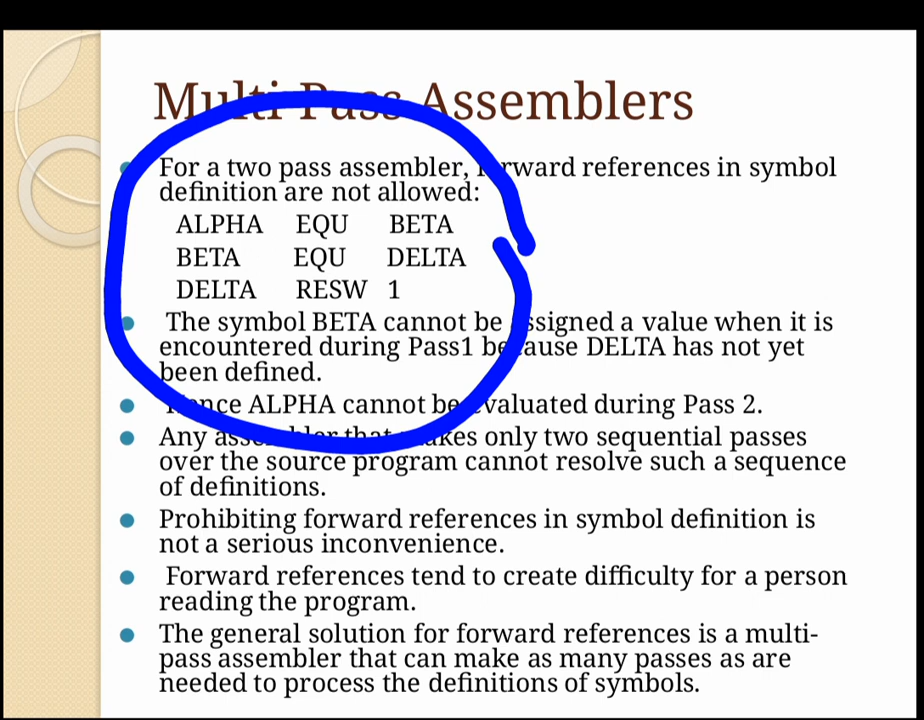 Multi-Pass Assemblers
For a two pass assembler, forward references in symbol
definition are not allowed:
ALPHA EQU BETA
BETA EQU DELTA
DELTA RESW 1
The symbol BETA cannot be assigned a value when it is
encountered during Pass1 because DELTA has not yet
been defined.
Hence ALPHA cannot be evaluated during Pass 2.
Any assembler that makes only two sequential passes
over the source program cannot resolve such a sequence
of definitions.
Prohibiting forward references in symbol definition is
not a serious inconvenience.
Forward references tend to create difficulty for a person
reading the program.
The general solution for forward references is a multi-
pass assembler that can make as many passes as are
needed to process the definitions of symbols.